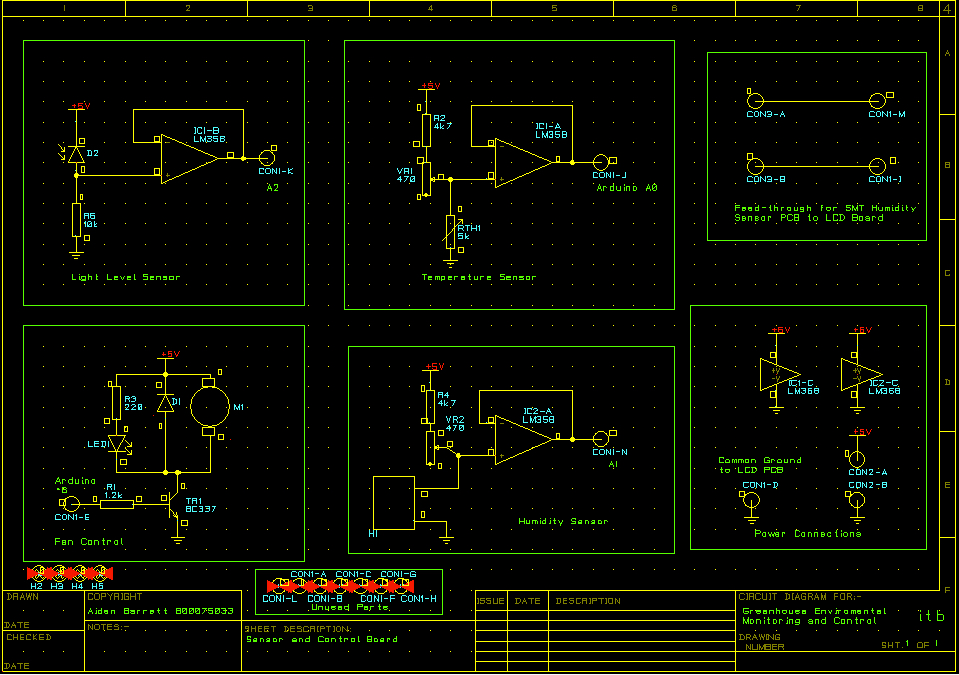 1 2 3 4 5 6 7 8 4
A
B
C
D
E
F
+5V
D2
R5
10k
IC1-B
LM358
CON1-K
A2
Light Level Sensor
+5V
R2
4k7
VR1
470
IC1-A
LM358
CON1-J
Arduino A0
RTH1
5k
Temperature Sensor
CON3-A
CON1-M
CON3-B
CON1-I
Feed-through for SMT Humidity
Sensor PCB to LCD Board
+5V
R3
220
D1
M1
LED1
Arduino
~6
R1
1.2k
CON1-E
TR1
BC337
Fan Control
+5V
R4
4k7
VR2
470
IC2-A
LM358
CON1-N
A1
H1
Humidity Sensor
+5V
+5V
+V
-V
+V
-V
IC1-C
LM358
IC2-C
LM358
+5V
Common Ground
to LCD PCB
CON2-A
CON1-D
CON2-B
Power Connections
H2 H3 H4 H5
CON1-A CON1-C CON1-G
CON1-L CON1-B CON1-F CON1-H
Unused Parts
DRAWN
DATE
CHECKED
DATE
COPYRIGHT
Aiden Barrett 800075033
NOTES:-
SHEET DESCRIPTION:
Sensor and Control Board
ISSUE DATE DESCRIPTION
CIRCUIT DIAGRAM FOR:-
Greenhouse Enviromental
Monitoring and Control
it6
DRAWING
NUMBER
SHT. 1 OF 1